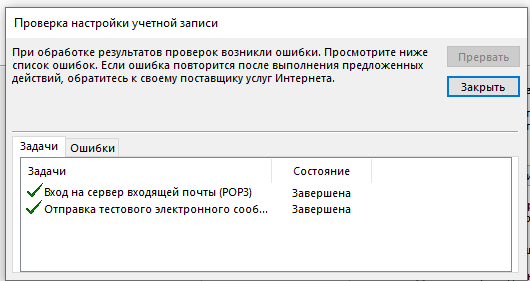 Проверка настройки учетной записи
При обработке результатов проверок возникли ошибки. Просмотрите ниже
список ошибок. Если ошибка повторится после выполнения предложенных
действий, обратитесь к своему поставщику услуг Интернета.
Прервать
Закрыть
Задачи
Ошибки
Задачи Состояние
Вход на сервер входящей почты (POP3) Завершена
Отправка тестового электронного сооб... Завершена